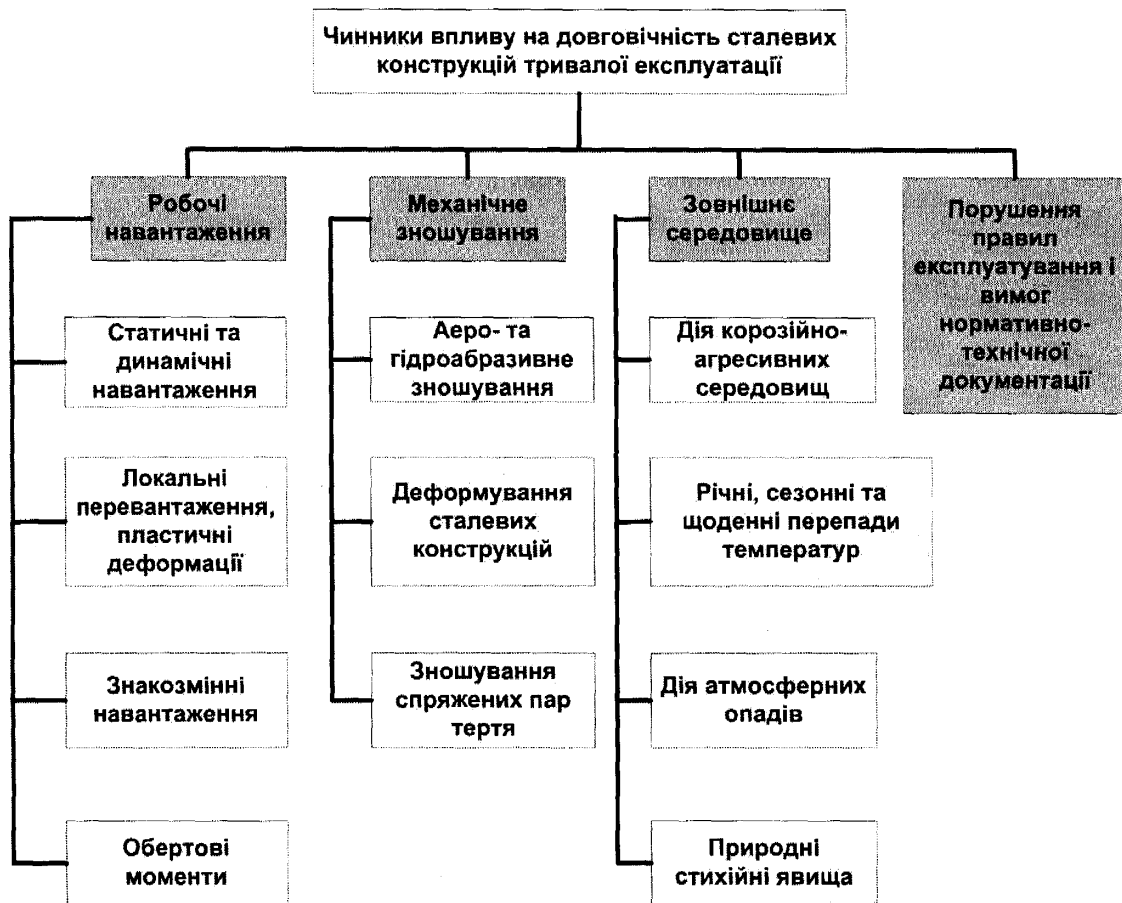 Чинники впливу на довговічність сталевих
конструкцій тривалої експлуатації
Робочі
навантаження
Статичні та
динамічні
навантаження
Локальні
перевантаження,
пластичні
деформації
Знакозмінні
навантаження
Обертові
моменти
Механічне
зношування
Аеро- та
гідроабразивне
зношування
Деформування
сталевих
конструкцій
Зношування
спряжених пар
тертя
Зовнішнє
середовище
Дія корозійно-
агресивних
середовищ
Річні, сезонні та
щоденні перепади
температур
Дія атмосферних
опадів
Природні
стихійні явища
Порушення
правил
експлуатування і
вимог
нормативно-
технічної
документації